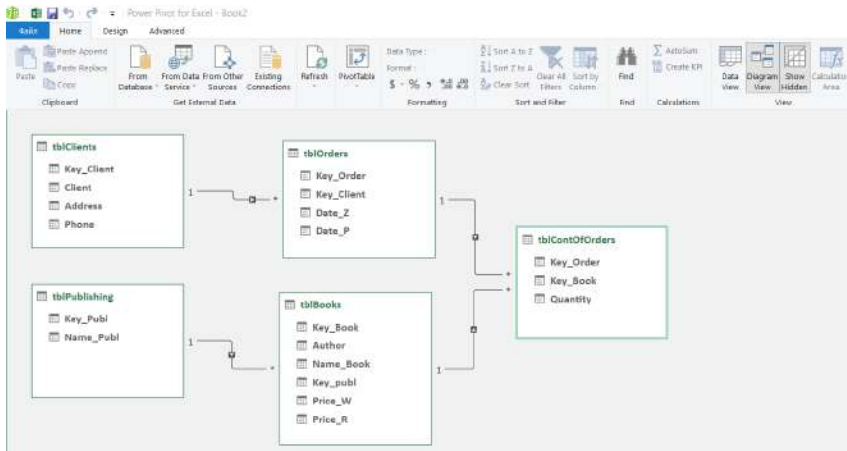 Power Pivot for Excel - Book2
Файл Home Design Advanced
Paste
Paste Append
Paste Replace
Copy
Clipboard
From Database
From Data Service
From Other Sources
Existing Connections
Get External Data
Refresh
PivotTable
Data Type :
Format :
$ % ,
Formatting
Sort A to Z
Sort Z to A
Clear Sort
Clear All Filters
Sort by Column
Sort and Filter
Find
Find
AutoSum
Create KPI
Calculations
Data View
Diagram View
Show Hidden
Calculation Area
View
tblClients
Key_Client
Client
Address
Phone
1
*
tblOrders
Key_Order
Key_Client
Date_Z
Date_P
1
*
tblContOfOrders
Key_Order
Key_Book
Quantity
tblPublishing
Key_Publ
Name_Publ
1
*
tblBooks
Key_Book
Author
Name_Book
Key_publ
Price_W
Price_R
1
*